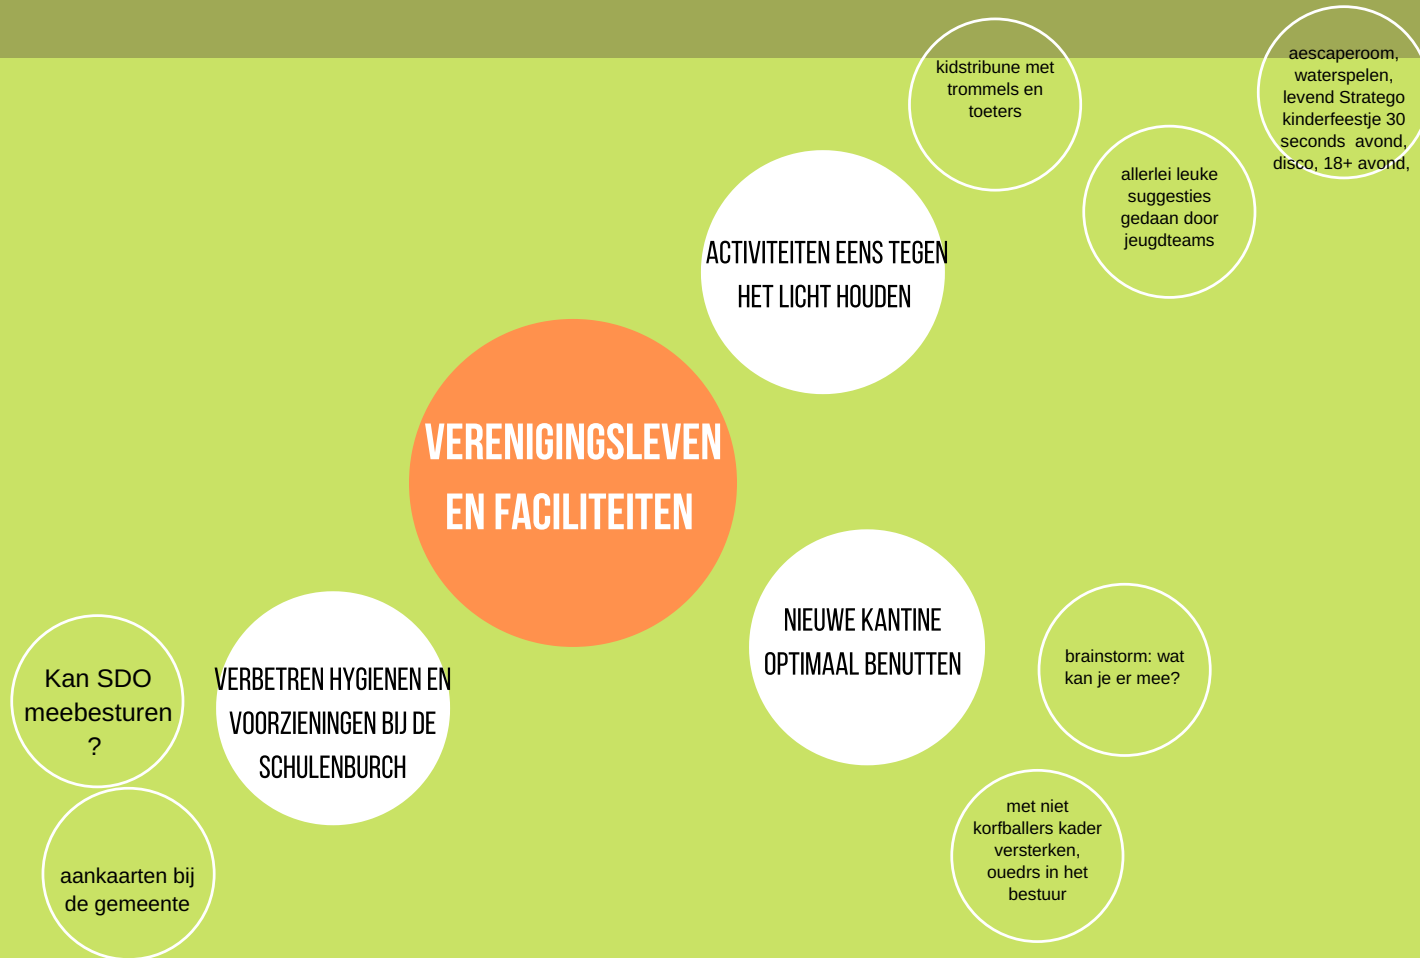 kidstribune met
trommels en
toeters
aescaperoom,
waterspelen,
levend Stratego
kinderfeestje 30
seconds  avond,
disco, 18+ avond,
allerlei leuke
suggesties
gedaan door
jeugdteams
ACTIVITEITEN EENS TEGEN
HET LICHT HOUDEN
VERENIGINGSLEVEN
EN FACILITEITEN
NIEUWE KANTINE
OPTIMAAL BENUTTEN
brainstorm: wat
kan je er mee?
met niet
korfballers kader
versterken,
ouedrs in het
bestuur
VERBETREN HYGIENEN EN
VOORZIENINGEN BIJ DE
SCHULENBURCH
Kan SDO
meebesturen
?
aankaarten bij
de gemeente